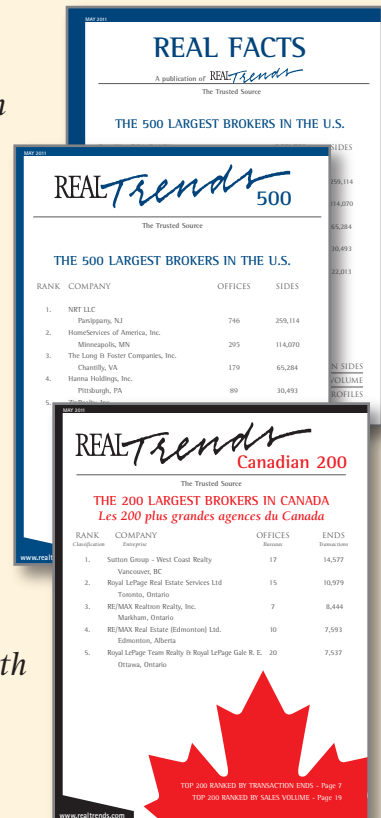 MAY 2011
REAL FACTS
A publication of REAL Trends
The Trusted Source
THE 500 LARGEST BROKERS IN THE U.S.
SIDES
259,114
114,070
65,284
30,493
22,013
N SIDES
VOLUME
ROFILES
MAY 2011
REAL Trends 500
The Trusted Source
THE 500 LARGEST BROKERS IN THE U.S.
RANK COMPANY OFFICES SIDES
1. NRT LLC
Parsippany, NJ 746 259,114
2. HomeServices of America, Inc.
Minneapolis, MN 295 114,070
3. The Long & Foster Companies, Inc.
Chantilly, VA 179 65,284
4. Hanna Holdings, Inc.
Pittsburgh, PA 89 30,493
5.
www.realt
MAY 2011
REAL Trends
Canadian 200
The Trusted Source
THE 200 LARGEST BROKERS IN CANADA
Les 200 plus grandes agences du Canada
RANK COMPANY OFFICES ENDS
Classification Entreprise Bureaux Transactions
1. Sutton Group - West Coast Realty 17 14,577
Vancouver, BC
2. Royal LePage Real Estate Services Ltd 15 10,979
Toronto, Ontario
3. RE/MAX Realtron Realty, Inc. 7 8,444
Markham, Ontario
4. RE/MAX Real Estate (Edmonton) Ltd. 10 7,593
Edmonton, Alberta
5. Royal LePage Team Realty & Royal LePage Gale R. E. 20 7,537
Ottawa, Ontario
TOP 200 RANKED BY TRANSACTION ENDS - Page 7
TOP 200 RANKED BY SALES VOLUME - Page 19
www.realtrends.com
n
th